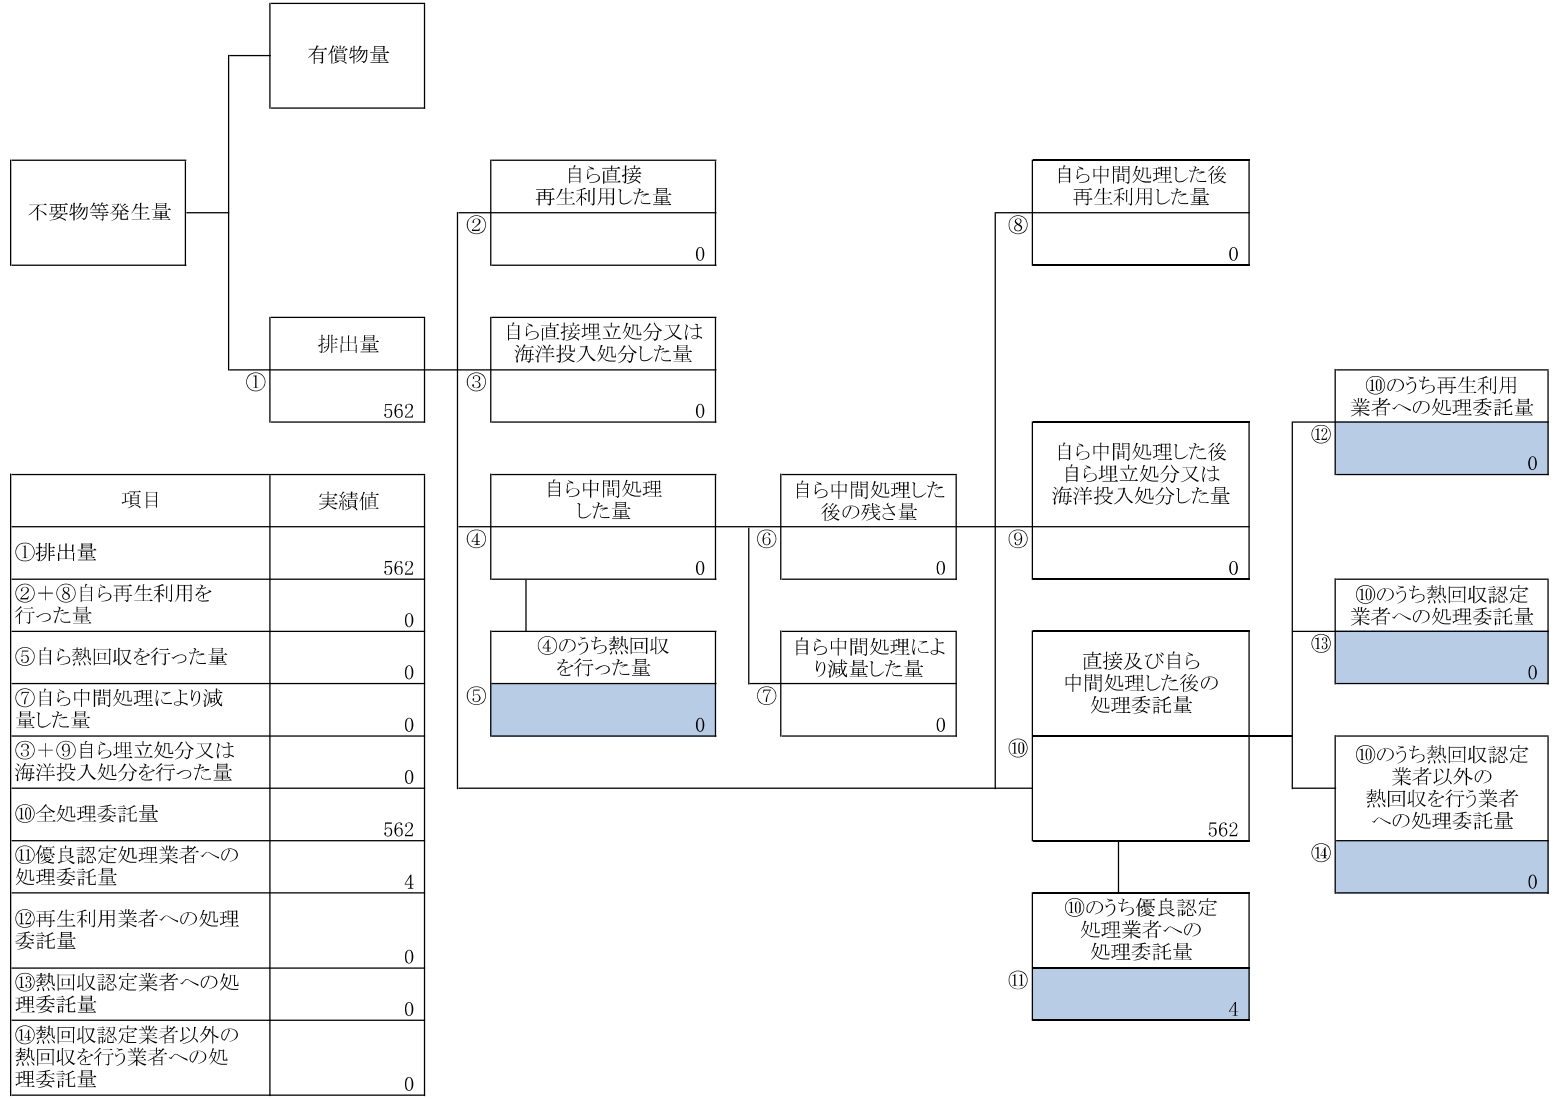 有償物量
不要物等発生量
排出量
①
562
自ら直接
再生利用した量
②
0
自ら直接埋立処分又は
海洋投入処分した量
③
0
自ら中間処理
した量
④
0
④のうち熱回収
を行った量
⑤
0
自ら中間処理した
後の残さ量
⑥
0
自ら中間処理によ
り減量した量
⑦
0
自ら中間処理した後
再生利用した量
⑧
0
自ら中間処理した後
自ら埋立処分又は
海洋投入処分した量
⑨
0
直接及び自ら
中間処理した後の
処理委託量
⑩
562
⑩のうち優良認定
処理業者への
処理委託量
⑪
4
⑩のうち再生利用
業者への処理委託量
⑫
0
⑩のうち熱回収認定
業者への処理委託量
⑬
0
⑩のうち熱回収認定
業者以外の
熱回収を行う業者
への処理委託量
⑭
0
項目 実績値
①排出量
562
②+⑧自ら再生利用を
行った量
0
⑤自ら熱回収を行った量
0
⑦自ら中間処理により減
量した量
0
③+⑨自ら埋立処分又は
海洋投入処分を行った量
0
⑩全処理委託量
562
⑪優良認定処理業者への
処理委託量
4
⑫再生利用業者への処理
委託量
0
⑬熱回収認定業者への処
理委託量
0
⑭熱回収認定業者以外の
熱回収を行う業者への処
理委託量
0